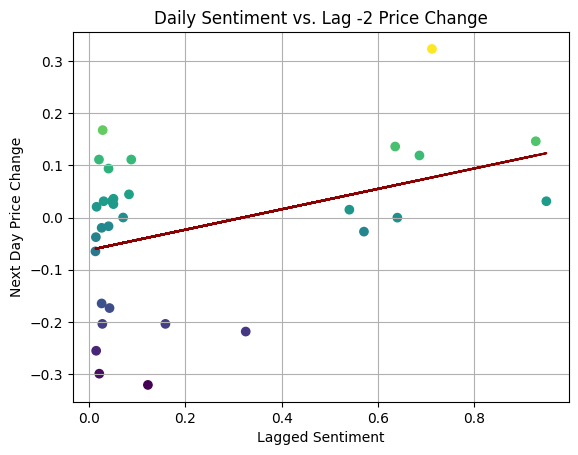 Daily Sentiment vs. Lag -2 Price Change
0.3
0.2
0.1
0.0
−0.1
−0.2
−0.3
Next Day Price Change
0.0 0.2 0.4 0.6 0.8
Lagged Sentiment